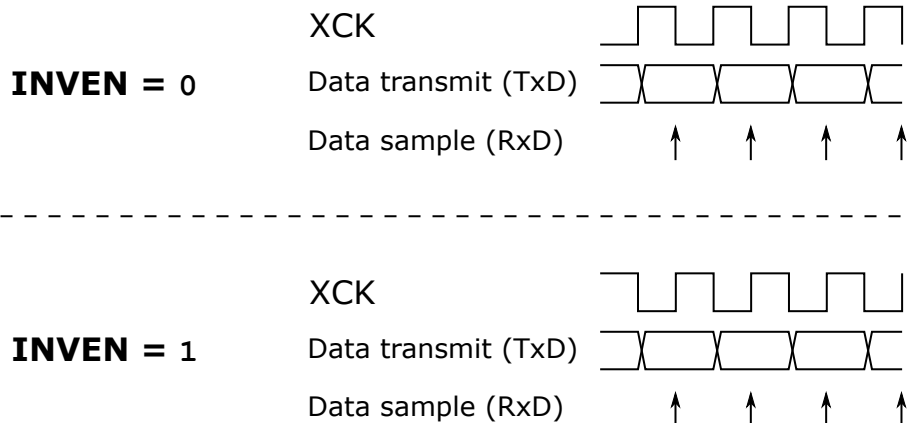 XCK
INVEN = 0
Data transmit (TxD)
Data sample (RxD)
XCK
INVEN = 1
Data transmit (TxD)
Data sample (RxD)